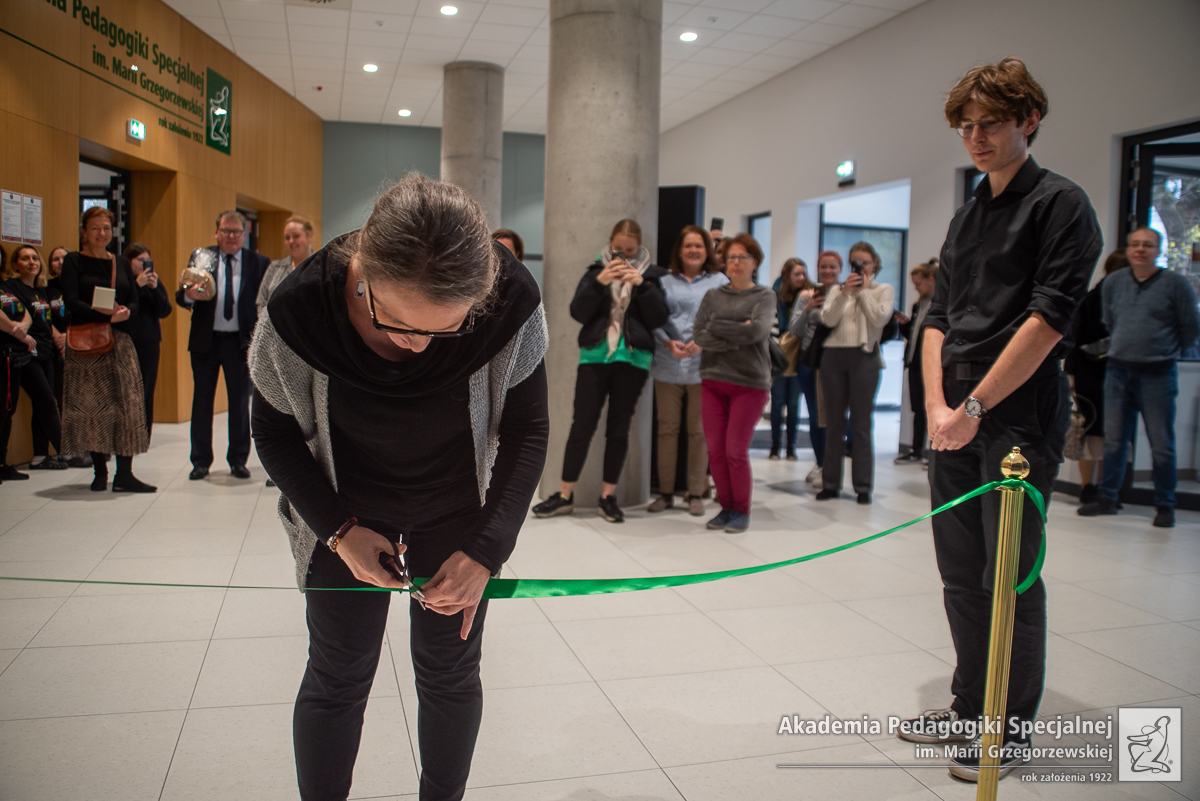 Pedagogiki Specjalnej
im. Marii Grzegorzewskiej
rok założenia 1922
Akademia Pedagogiki Specjalnej
im. Marii Grzegorzewskiej
rok założenia 1922